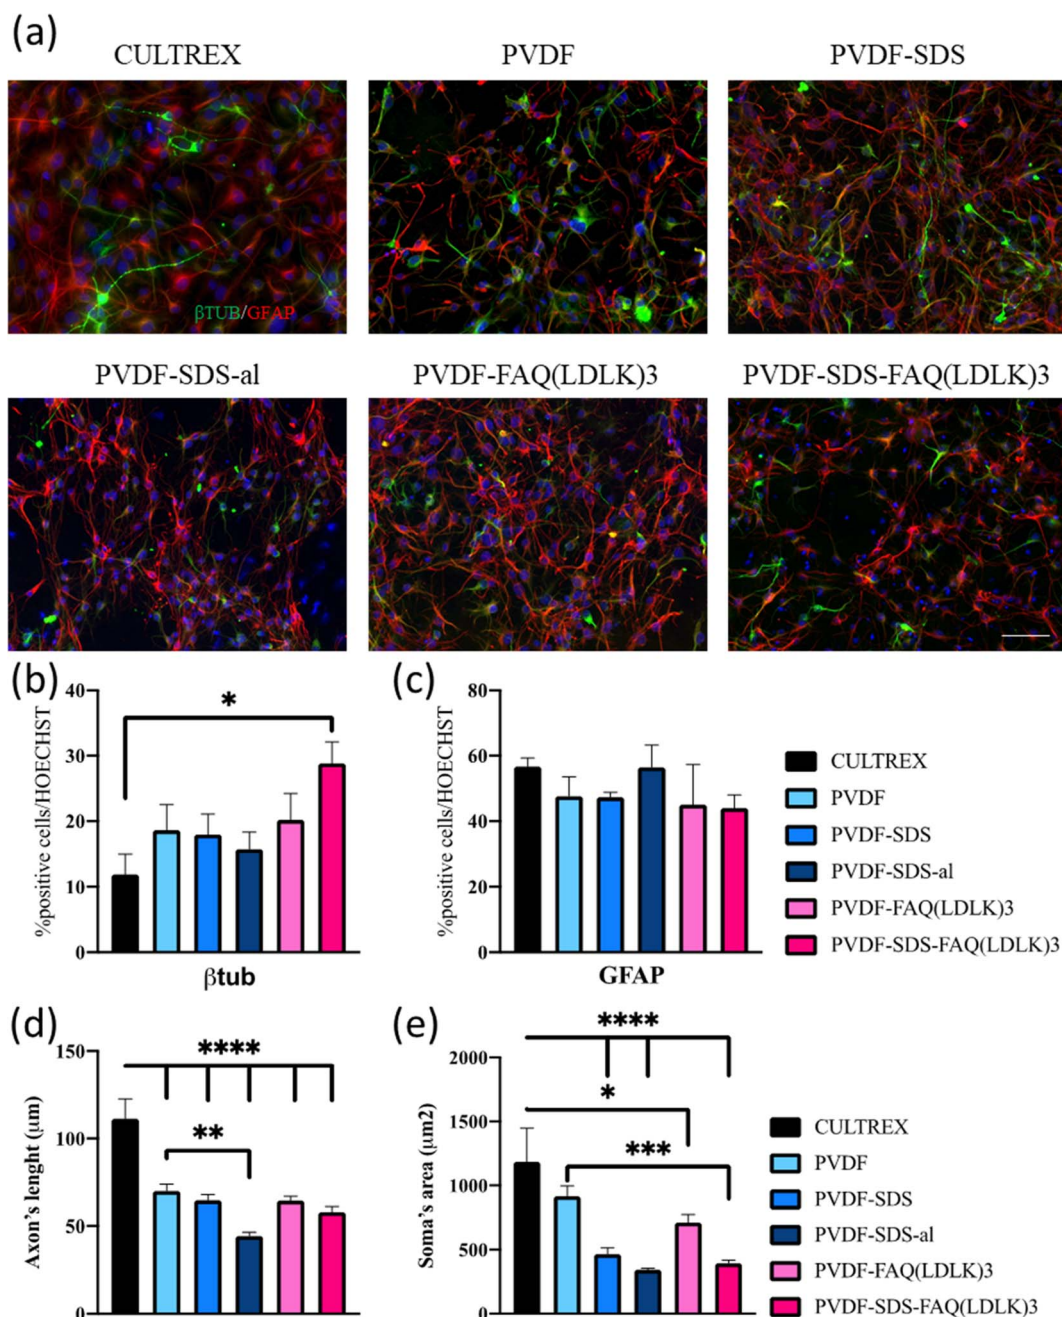 (a)
CULTREX
PVDF
PVDF-SDS
βTUB/GFAP
PVDF-SDS-al
PVDF-FAQ(LDLK)3
PVDF-SDS-FAQ(LDLK)3
(b)
%positive cells/HOECHST
40
30
20
10
0
*
βtub
(c)
%positive cells/HOECHST
80
60
40
20
0
GFAP
CULTREX
PVDF
PVDF-SDS
PVDF-SDS-al
PVDF-FAQ(LDLK)3
PVDF-SDS-FAQ(LDLK)3
(d)
Axon's lenght (μm)
150
100
50
0
****
**
(e)
Soma's area (μm2)
2000
1500
1000
500
0
****
*
***
CULTREX
PVDF
PVDF-SDS
PVDF-SDS-al
PVDF-FAQ(LDLK)3
PVDF-SDS-FAQ(LDLK)3